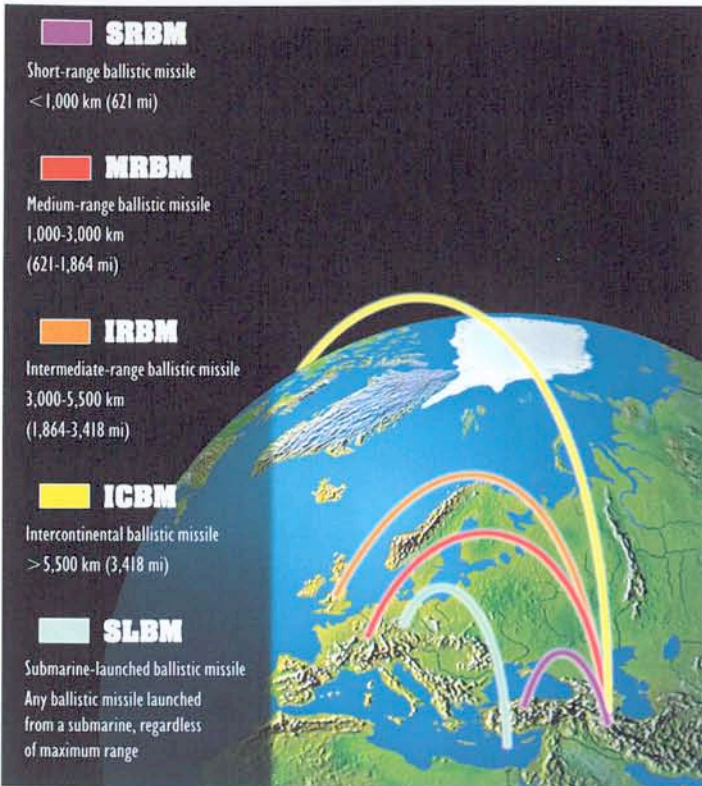 SRBM
Short-range ballistic missile
<1,000 km (621 mi)
MRBM
Medium-range ballistic missile
1,000-3,000 km
(621-1,864 mi)
IRBM
Intermediate-range ballistic missile
3,000-5,500 km
(1,864-3,418 mi)
ICBM
Intercontinental ballistic missile
>5,500 km (3,418 mi)
SLBM
Submarine-launched ballistic missile
Any ballistic missile launched
from a submarine, regardless
of maximum range